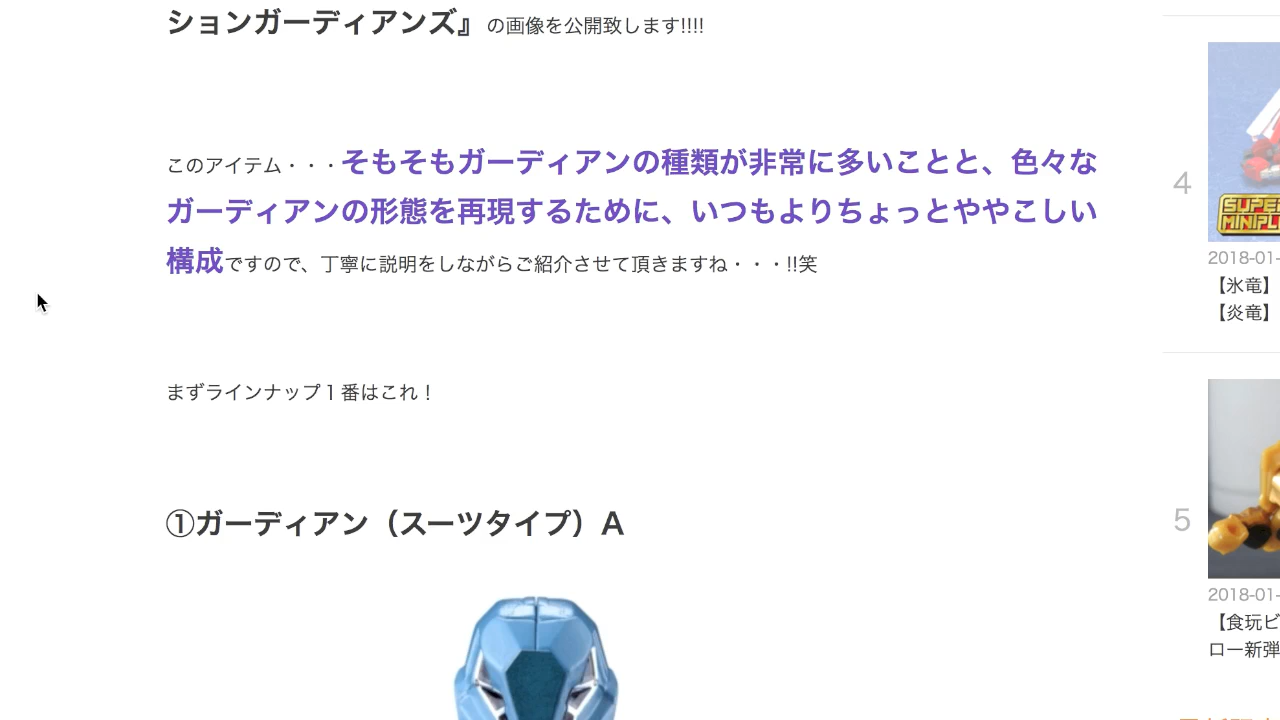 ションガーディアンズ』の画像を公開致します!!!!
このアイテム・・・そもそもガーディアンの種類が非常に多いことと、色々な
ガーディアンの形態を再現するために、いつもよりちょっとややこしい
構成ですので、丁寧に説明をしながらご紹介させて頂きますね・・・!!笑
まずラインナップ１番はこれ！
①ガーディアン（スーツタイプ）A
4
2018-01-
【氷竜】
【炎竜】
5
2018-01-
【食玩ビ
ロー新弾